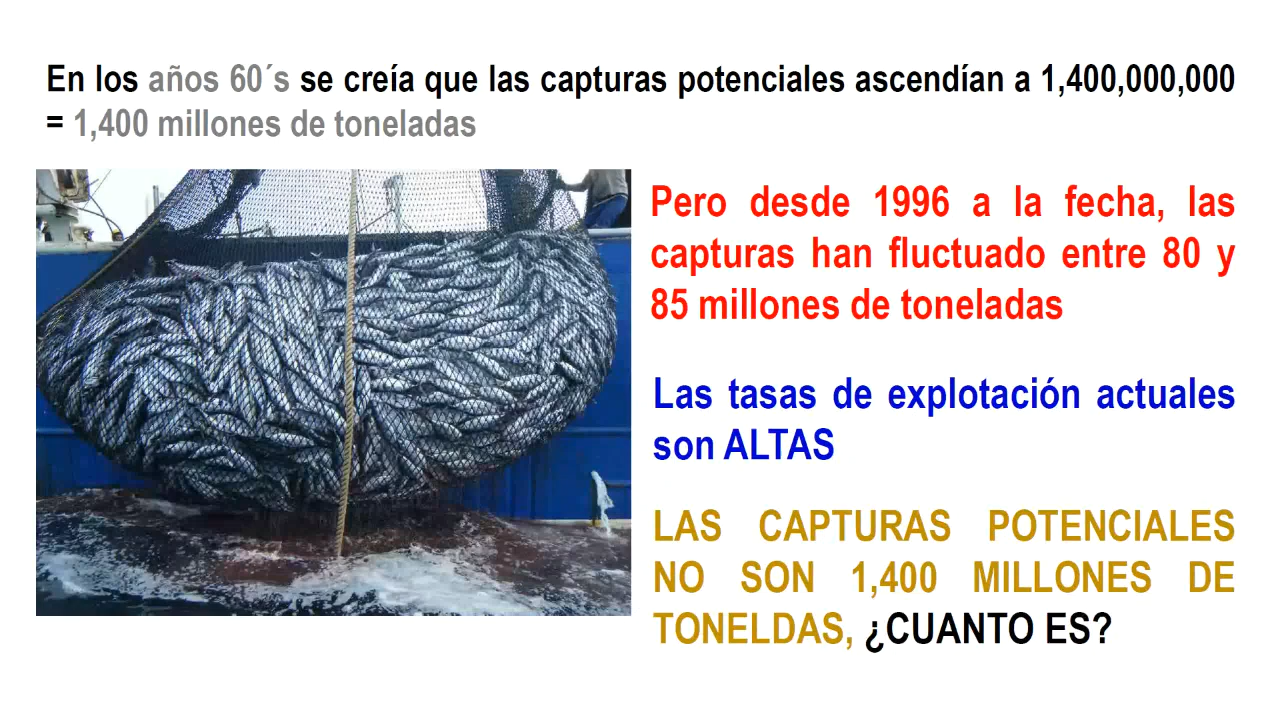 En los años 60´s se creía que las capturas potenciales ascendían a 1,400,000,000
= 1,400 millones de toneladas
Pero desde 1996 a la fecha, las
capturas han fluctuado entre 80 y
85 millones de toneladas
Las tasas de explotación actuales
son ALTAS
LAS CAPTURAS POTENCIALES
NO SON 1,400 MILLONES DE
TONELDAS, ¿CUANTO ES?